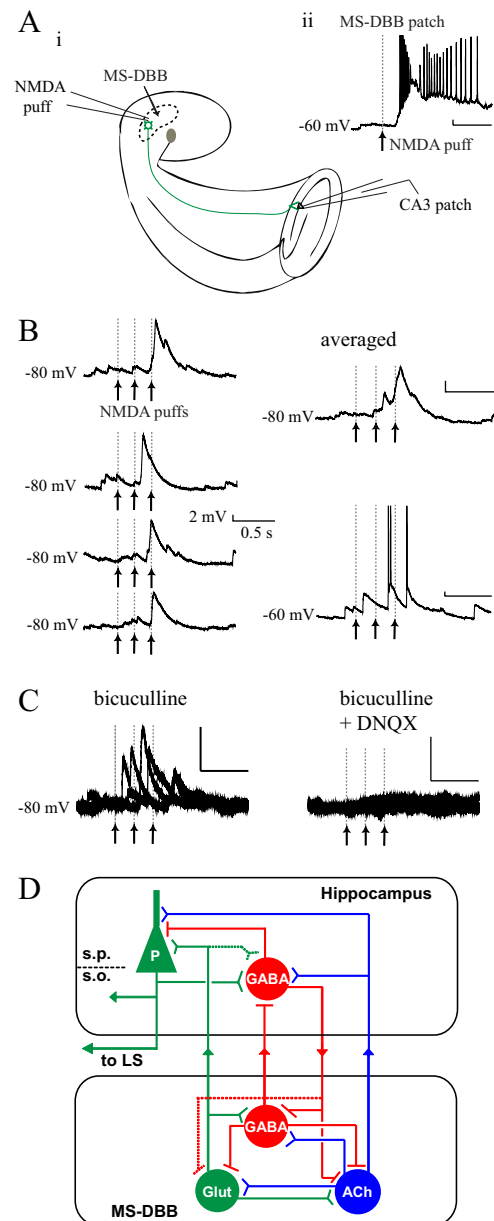 A
i
ii
MS-DBB patch
MS-DBB
NMDA
puff
-60 mV
NMDA puff
CA3 patch
B
averaged
-80 mV
-80 mV
NMDA puffs
-80 mV
2 mV
0.5 s
-80 mV
-60 mV
-80 mV
C
bicuculline
bicuculline
+ DNQX
-80 mV
D
Hippocampus
P
s.p.
s.o.
GABA
to LS
GABA
Glut
ACh
MS-DBB